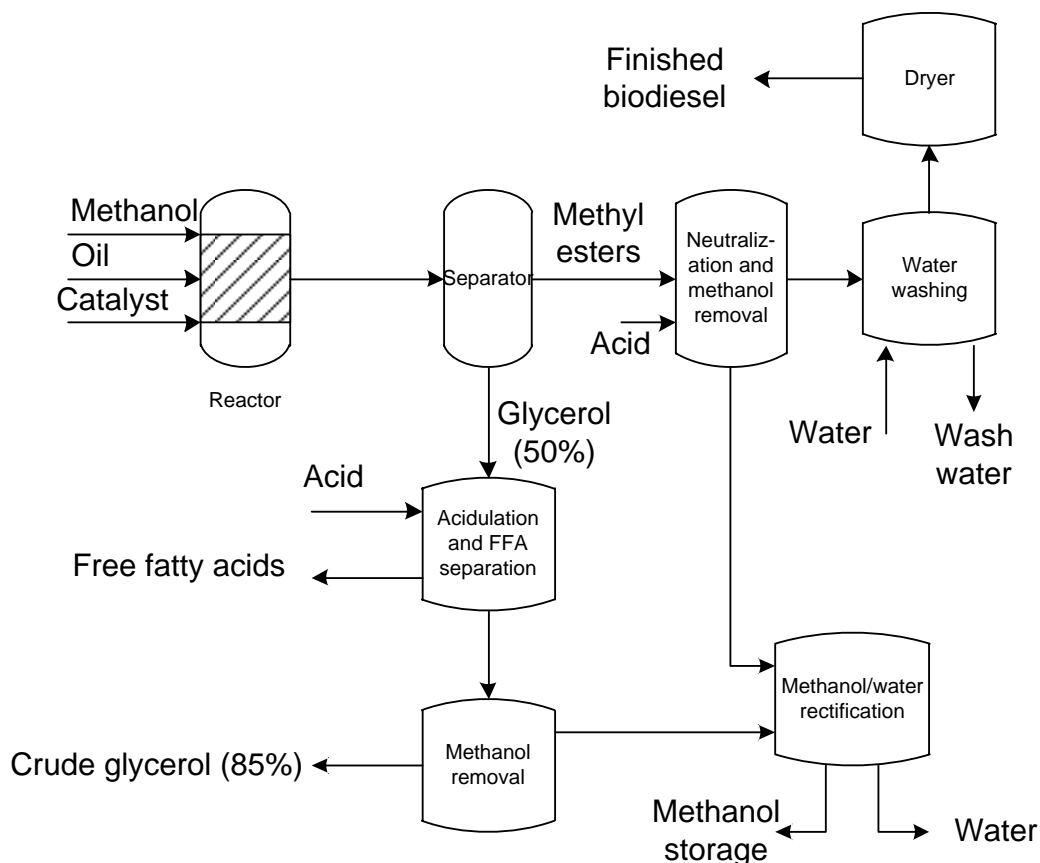 Finished
biodiesel
Dryer
Methanol
Oil
Catalyst
Reactor
Separator
Methyl
esters
Acid
Neutraliz-
ation and
methanol
removal
Water
washing
Water
Wash
water
Glycerol
(50%)
Acid
Free fatty acids
Acidulation
and FFA
separation
Crude glycerol (85%)
Methanol
removal
Methanol/water
rectification
Methanol
storage
Water